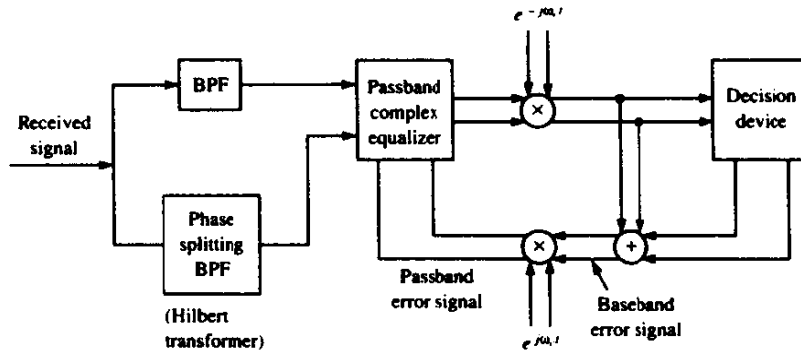 e^{-jω_c t}
BPF
Passband
complex
equalizer
×
Decision
device
Received
signal
Phase
splitting
BPF
(Hilbert
transformer)
×
+
Passband
error signal
Baseband
error signal
e^{jω_c t}